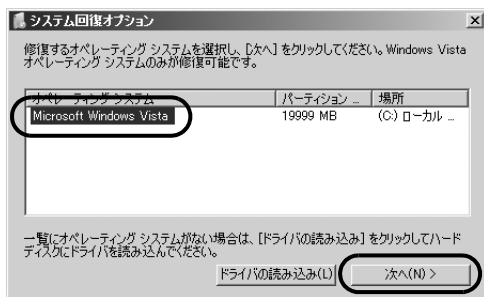 システム回復オプション
修復するオペレーティング システムを選択し、[次へ] をクリックしてください。Windows Vista
オペレーティング システムのみが修復可能です。
オペレーティング システム パーティション ... 場所
Microsoft Windows Vista 19999 MB (C:) ローカル ...
一覧にオペレーティング システムがない場合は、[ドライバの読み込み] をクリックしてハード
ディスクにドライバを読み込んでください。
ドライバの読み込み(L) 次へ(N) >